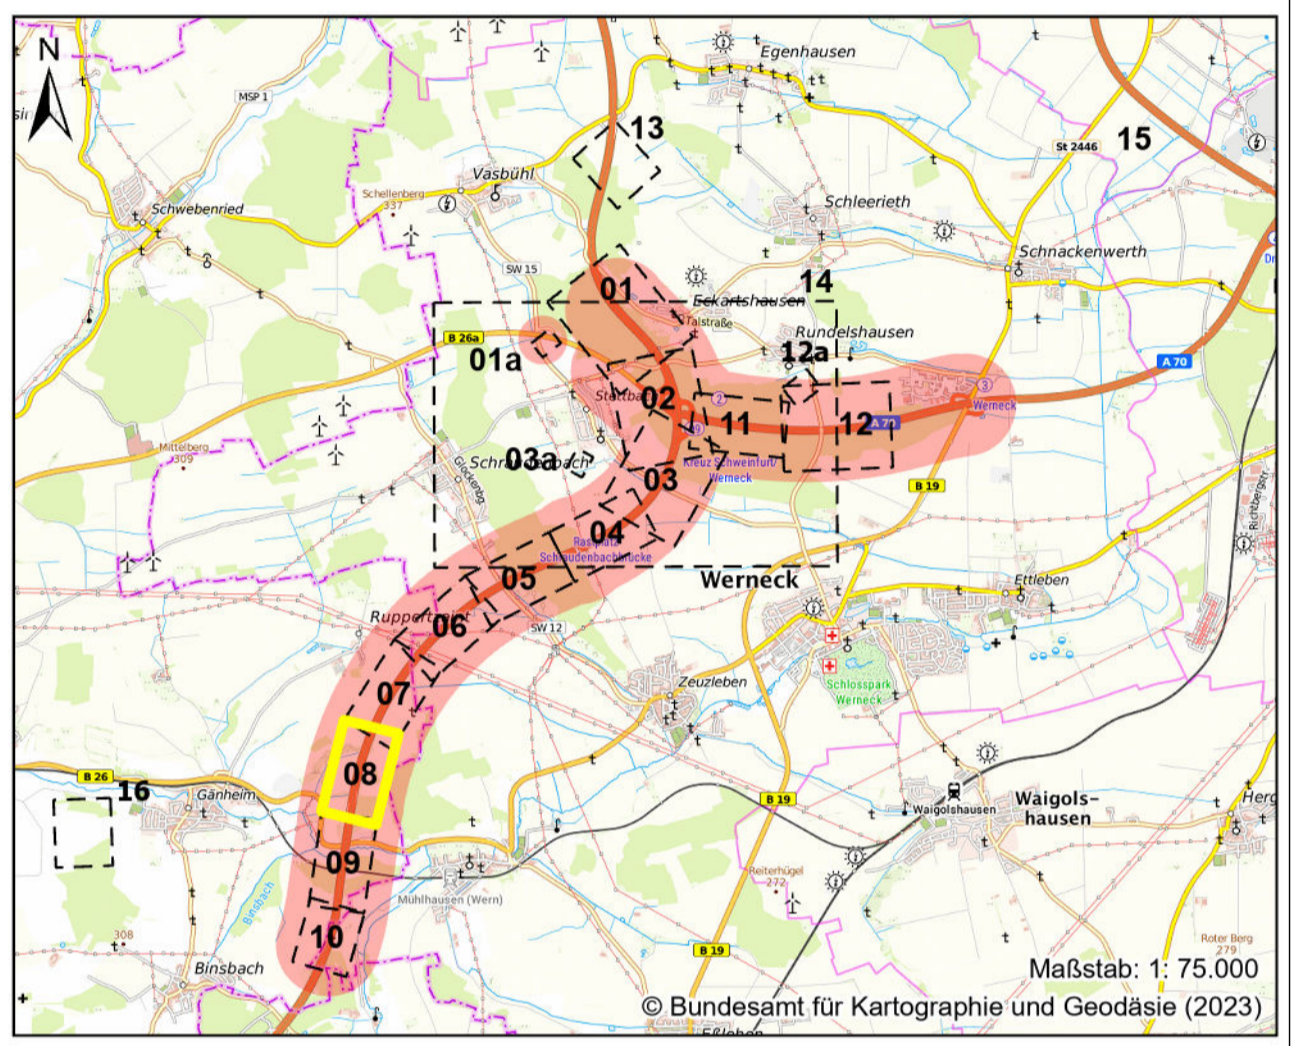 N
Egenhausen
MSP 1
13
15
St 2446
Vasbühl
Schellenberg
337
Schwebenried
Schleerieth
Schnackenwerth
SW 15
01
14
Eckartshausen
Talstraße
B 26a
01a
Rundelshausen
12a
A 70
02
2
11
12
A 70
3
Werneck
Mittelberg
309
03a
Kreuz Schweinfurt/
Werneck
03
B 19
04
Schraudenbachbrücke
05
Werneck
Ettleben
06
SW 12
Zeuzleben
Schlosspark
Werneck
07
B 26
16
Gänheim
08
B 19
Waigolshausen
Waigols-
hausen
09
Reiterhügel
272
Mühlhausen (Wern)
Binsbach
10
308
Binsbach
B 19
Roter Berg
279
Maßstab: 1: 75.000
© Bundesamt für Kartographie und Geodäsie (2023)